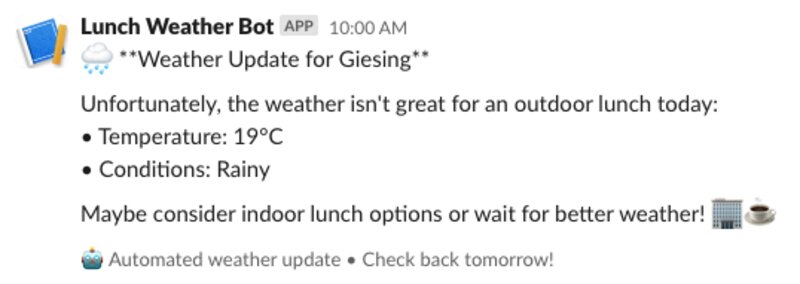 Lunch Weather Bot APP 10:00 AM
🌧️ **Weather Update for Giesing**
Unfortunately, the weather isn't great for an outdoor lunch today:
• Temperature: 19°C
• Conditions: Rainy
Maybe consider indoor lunch options or wait for better weather! 🏢☕
🤖 Automated weather update • Check back tomorrow!